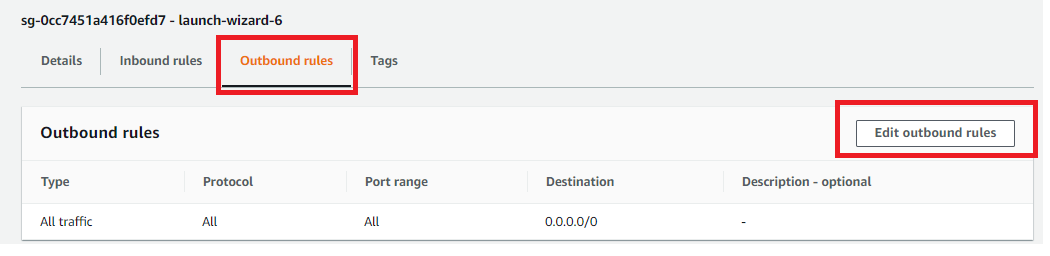 sg-0cc7451a416f0efd7 - launch-wizard-6
Details Inbound rules Outbound rules Tags
Outbound rules Edit outbound rules
Type Protocol Port range Destination Description - optional
All traffic All All 0.0.0.0/0 -